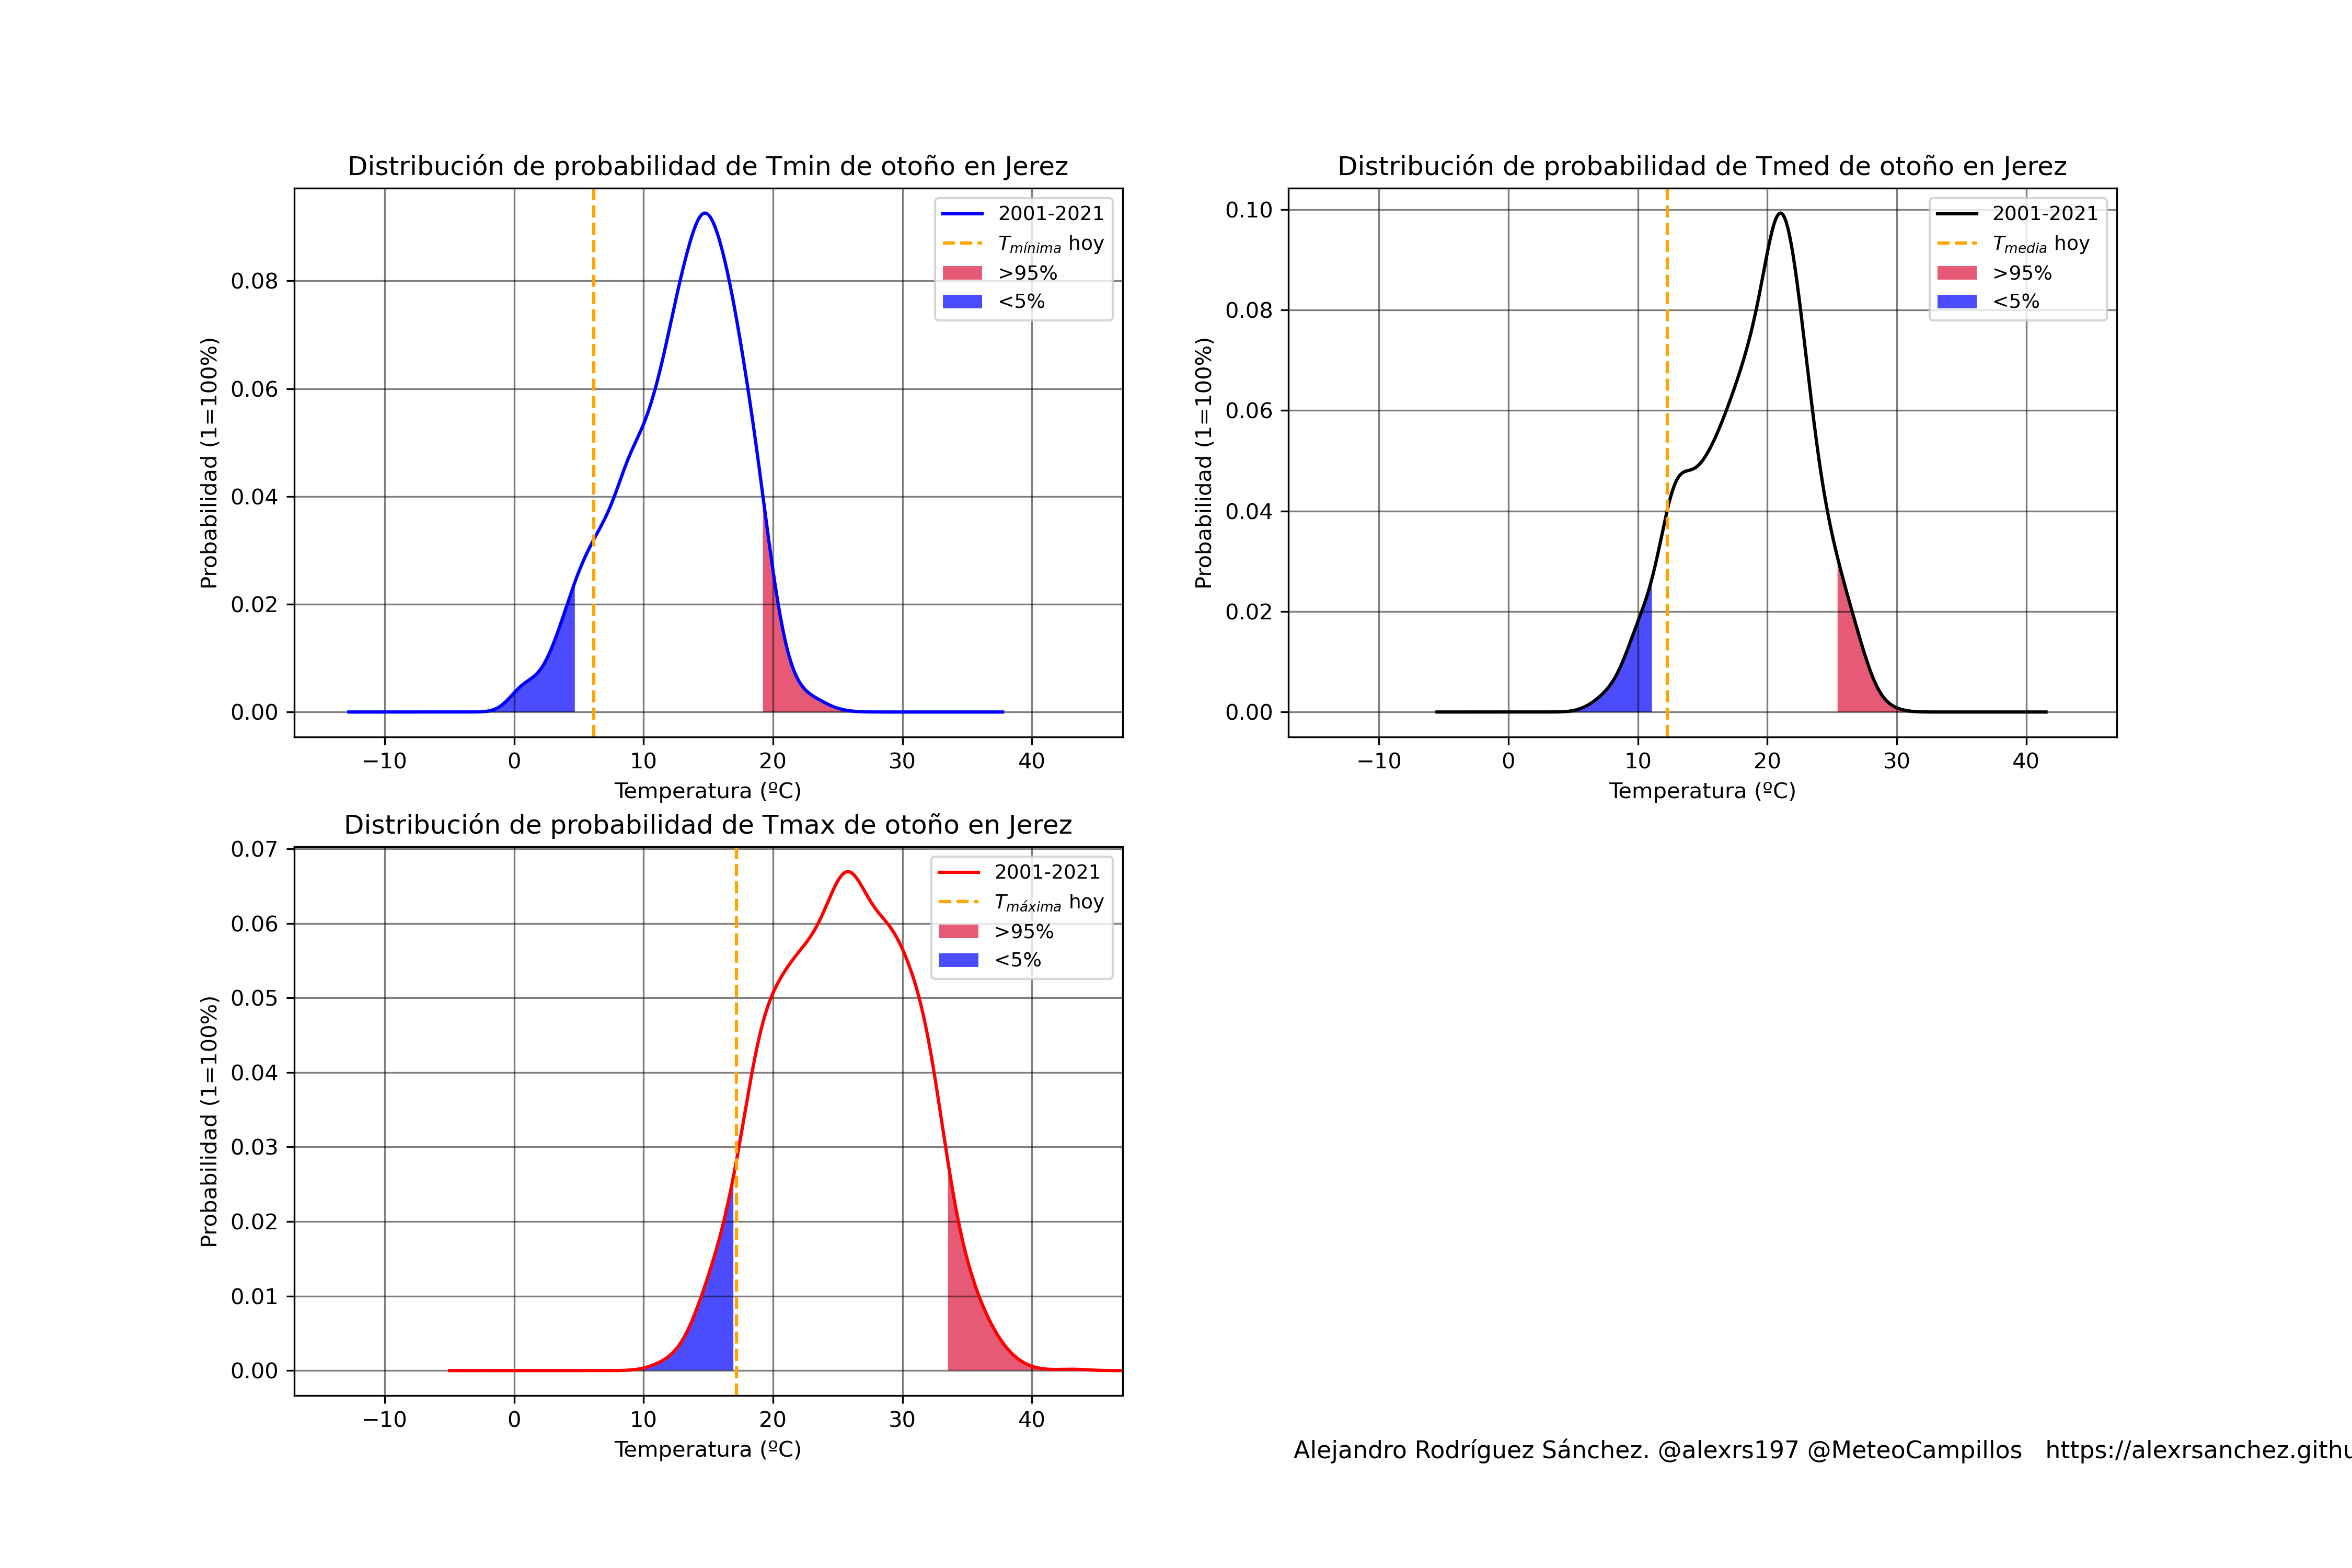 Distribución de probabilidad de Tmin de otoño en Jerez
Probabilidad (1=100%)
0.08
0.06
0.04
0.02
0.00
−10 0 10 20 30 40
Temperatura (ºC)
2001-2021
Tmínima hoy
>95%
<5%
Distribución de probabilidad de Tmed de otoño en Jerez
Probabilidad (1=100%)
0.10
0.08
0.06
0.04
0.02
0.00
−10 0 10 20 30 40
Temperatura (ºC)
2001-2021
Tmedia hoy
>95%
<5%
Distribución de probabilidad de Tmax de otoño en Jerez
Probabilidad (1=100%)
0.07
0.06
0.05
0.04
0.03
0.02
0.01
0.00
−10 0 10 20 30 40
Temperatura (ºC)
2001-2021
Tmáxima hoy
>95%
<5%
Alejandro Rodríguez Sánchez. @alexrs197 @MeteoCampillos https://alexrsanchez.githu